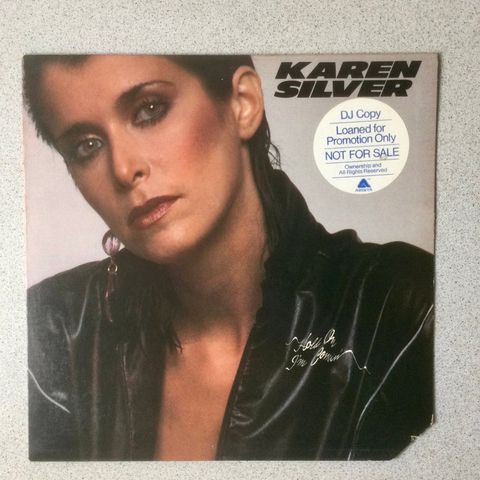 KAREN
SILVER
DJ Copy
Loaned for
Promotion Only
NOT FOR SALE
Ownership and
All Rights Reserved
ARISTA
Hold On
I'm Comin'